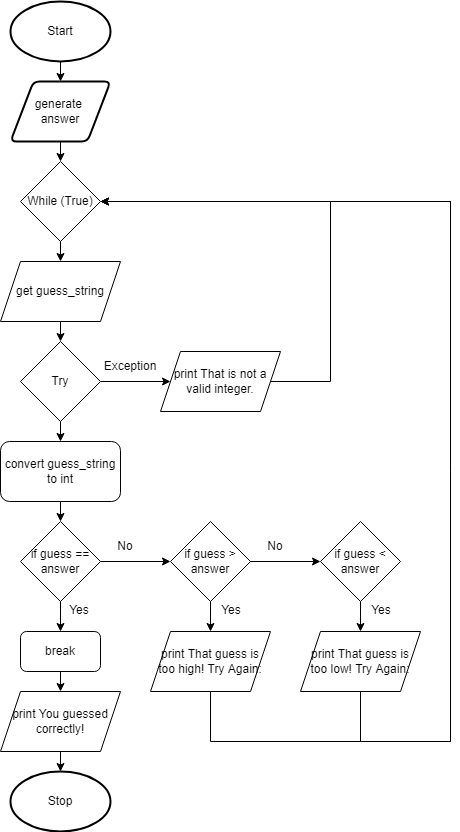 Start
generate
answer
While (True)
get guess_string
Exception
Try
print That is not a
valid integer.
convert guess_string
to int
No
No
if guess ==
answer
if guess >
answer
if guess <
answer
Yes
Yes
Yes
break
print That guess is
too high! Try Again.
print That guess is
too low! Try Again.
print You guessed
correctly!
Stop